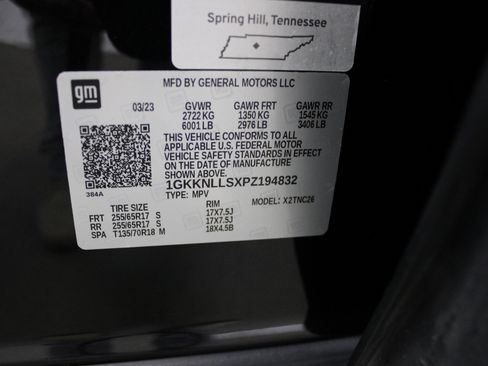 Spring Hill, Tennessee
gm
MFD BY GENERAL MOTORS LLC
03/23 GVWR GAWR FRT GAWR RR
2722 KG 1350 KG 1545 KG
6001 LB 2976 LB 3406 LB
THIS VEHICLE CONFORMS TO ALL
APPLICABLE U.S. FEDERAL MOTOR
VEHICLE SAFETY STANDARDS IN EFFECT
ON THE DATE OF MANUFACTURE
SHOWN ABOVE.
384A
1GKKNLLSXPZ194832
TYPE: MPV MODEL: X2TNC26
TIRE SIZE RIM
FRT 255/65R17 S 17X7.5J
RR 255/65R17 S 17X7.5J
SPA T135/70R18 M 18X4.5B